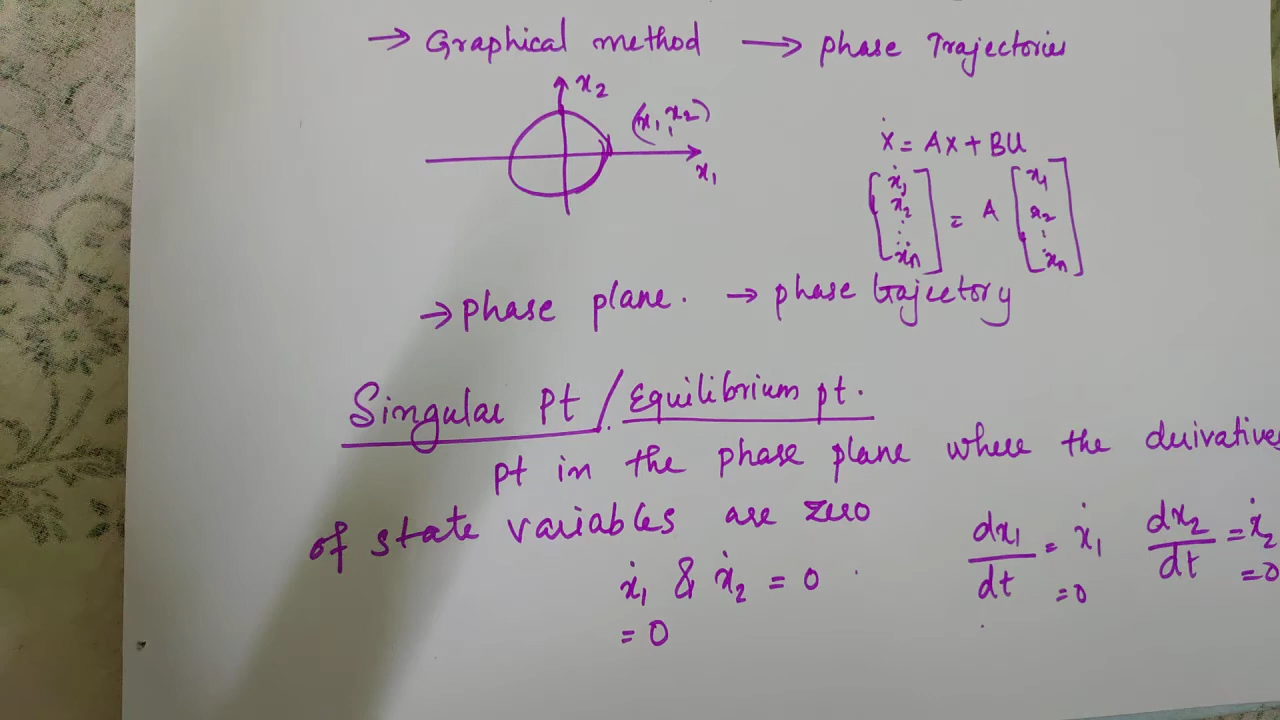 → Graphical method → phase Trajectories
x₂
(x₁, x₂)
x₁
ẋ = AX + BU
[ẋ₁ ẋ₂ ⋮ ẋₙ] = A [x₁ x₂ ⋮ xₙ]
→ phase plane. → phase trajectory
Singular Pt / Equilibrium pt.
pt in the phase plane where the derivatives
of state variables are zero
ẋ₁ & ẋ₂ = 0
= 0
dx₁/dt = ẋ₁ = 0
dx₂/dt = ẋ₂ = 0